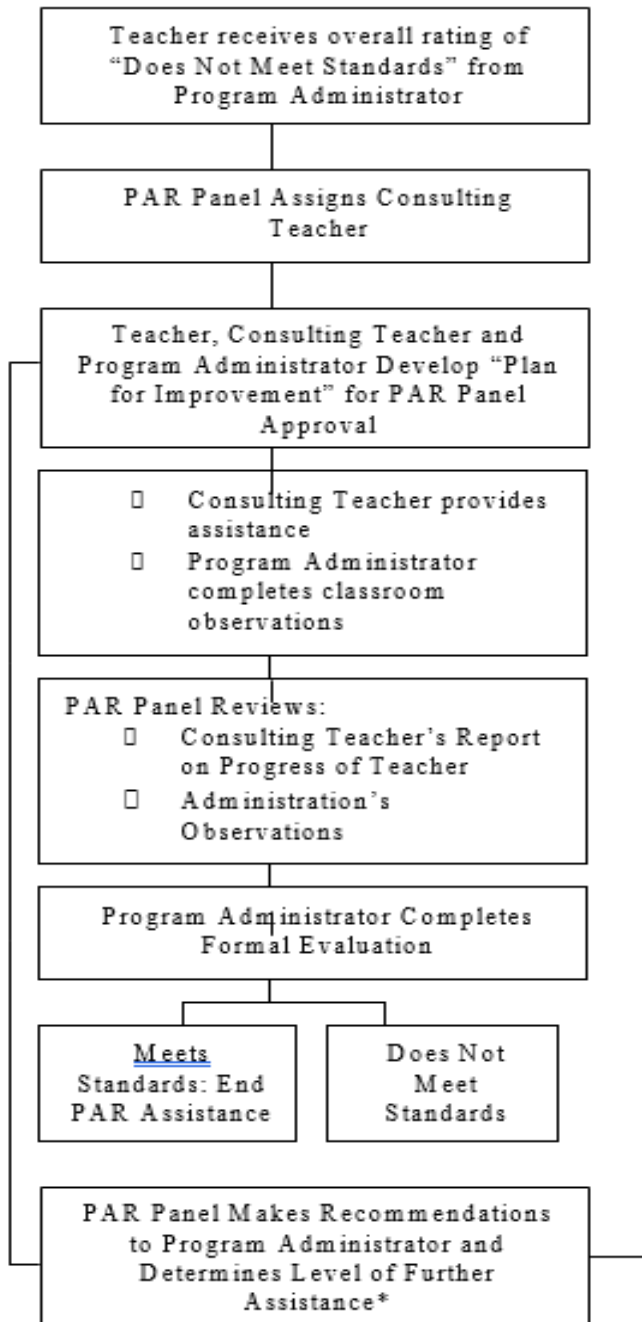 Teacher receives overall rating of
“Does Not Meet Standards” from
Program Administrator
PAR Panel Assigns Consulting
Teacher
Teacher, Consulting Teacher and
Program Administrator Develop “Plan
for Improvement” for PAR Panel
Approval
Consulting Teacher provides
assistance
Program Administrator
completes classroom
observations
PAR Panel Reviews:
Consulting Teacher’s Report
on Progress of Teacher
Administration’s
Observations
Program Administrator Completes
Formal Evaluation
Meets
Standards: End
PAR Assistance
Does Not
Meet
Standards
PAR Panel Makes Recommendations
to Program Administrator and
Determines Level of Further
Assistance*